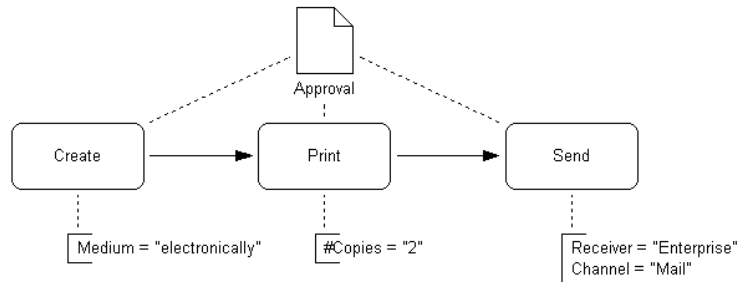 Approval
Create
Print
Send
Medium = "electronically"
#Copies = "2"
Receiver = "Enterprise"
Channel = "Mail"